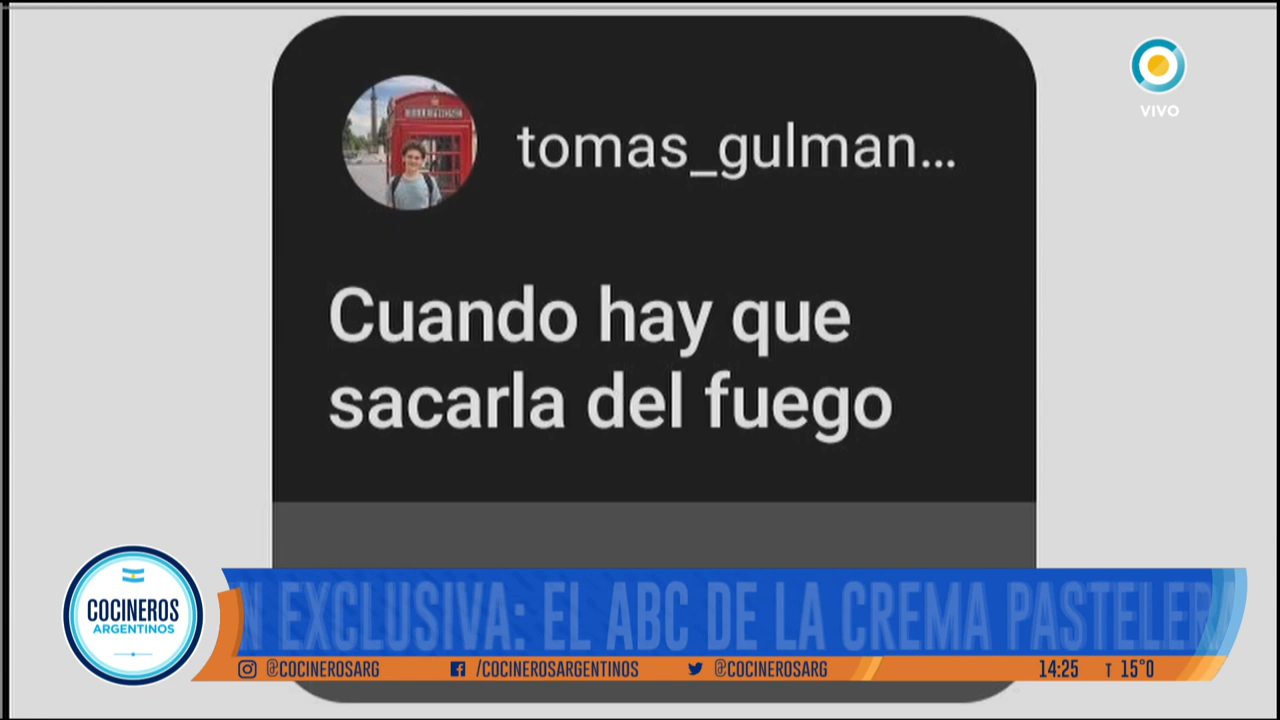 VIVO
tomas_gulman...
Cuando hay que
sacarla del fuego
COCINEROS
ARGENTINOS
N EXCLUSIVA: EL ABC DE LA CREMA PASTELERA
@COCINEROSARG
/COCINEROSARGENTINOS
@COCINEROSARG
14:25
T 15°0